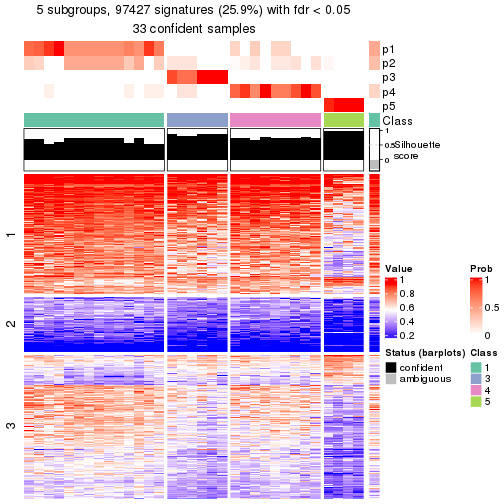 5 subgroups, 97427 signatures (25.9%) with fdr < 0.05
33 confident samples
p1
p2
p3
p4
p5
Class
1
0.5
0
Silhouette
score
1
2
3
Value
1
0.8
0.6
0.4
0.2
Prob
1
0.5
0
Status (barplots)
confident
ambiguous
Class
1
3
4
5